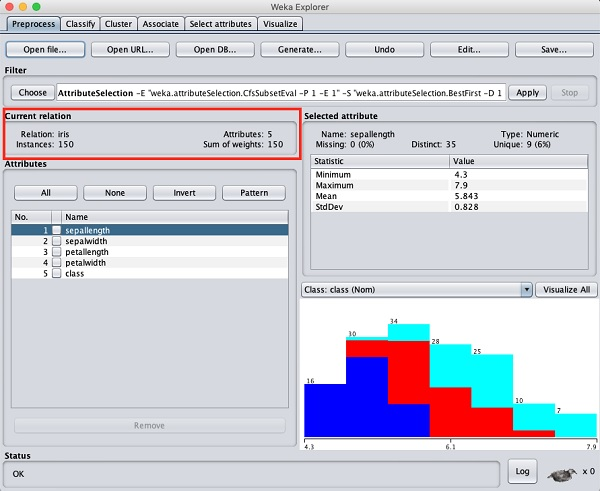 Weka Explorer
Preprocess Classify Cluster Associate Select attributes Visualize
Open file... Open URL... Open DB... Generate... Undo Edit... Save...
Filter
Choose AttributeSelection -E "weka.attributeSelection.CfsSubsetEval -P 1 -E 1" -S "weka.attributeSelection.BestFirst -D 1 Apply Stop
Current relation
Relation: iris Attributes: 5
Instances: 150 Sum of weights: 150
Selected attribute
Name: sepallength Type: Numeric
Missing: 0 (0%) Distinct: 35 Unique: 9 (6%)
Statistic Value
Minimum 4.3
Maximum 7.9
Mean 5.843
StdDev 0.828
Attributes
All None Invert Pattern
No. Name
1 sepallength
2 sepalwidth
3 petallength
4 petalwidth
5 class
Remove
Class: class (Nom) Visualize All
16 30 34 28 25 10 7
4.3 6.1 7.9
Status
OK Log x 0